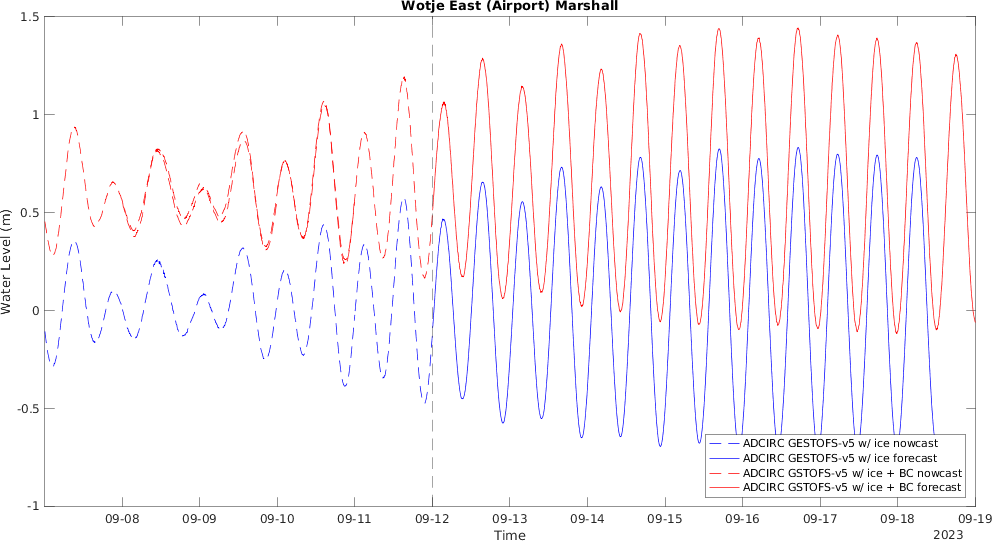 Wotje East (Airport) Marshall
1.5
1
0.5
0
-0.5
-1
Water Level (m)
ADCIRC GESTOFS-v5 w/ ice nowcast
ADCIRC GESTOFS-v5 w/ ice forecast
ADCIRC GSTOFS-v5 w/ ice + BC nowcast
ADCIRC GSTOFS-v5 w/ ice + BC forecast
09-08 09-09 09-10 09-11 09-12 09-13 09-14 09-15 09-16 09-17 09-18 09-19
Time
2023